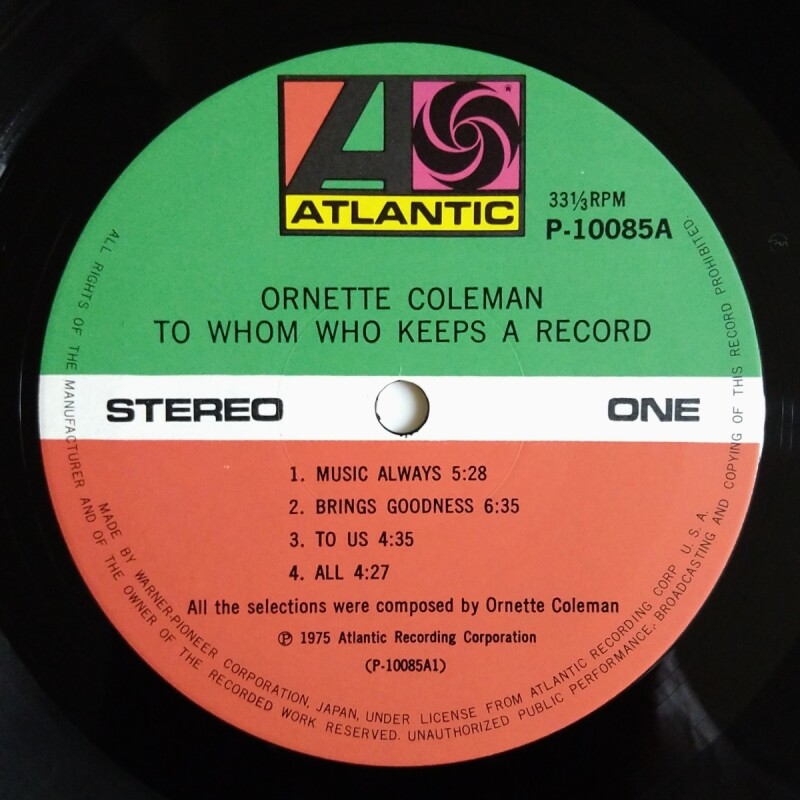 ATLANTIC
33⅓RPM
P-10085A
ORNETTE COLEMAN
TO WHOM WHO KEEPS A RECORD
STEREO
ONE
1. MUSIC ALWAYS 5:28
2. BRINGS GOODNESS 6:35
3. TO US 4:35
4. ALL 4:27
All the selections were composed by Ornette Coleman
Ⓟ 1975 Atlantic Recording Corporation
(P-10085A1)
MADE BY WARNER-PIONEER CORPORATION, JAPAN, UNDER LICENSE FROM ATLANTIC RECORDING CORP U. S. A.
ALL RIGHTS OF THE MANUFACTURER AND OF THE OWNER OF THE RECORDED WORK RESERVED. UNAUTHORIZED PUBLIC PERFORMANCE, BROADCASTING AND COPYING OF THIS RECORD PROHIBITED.